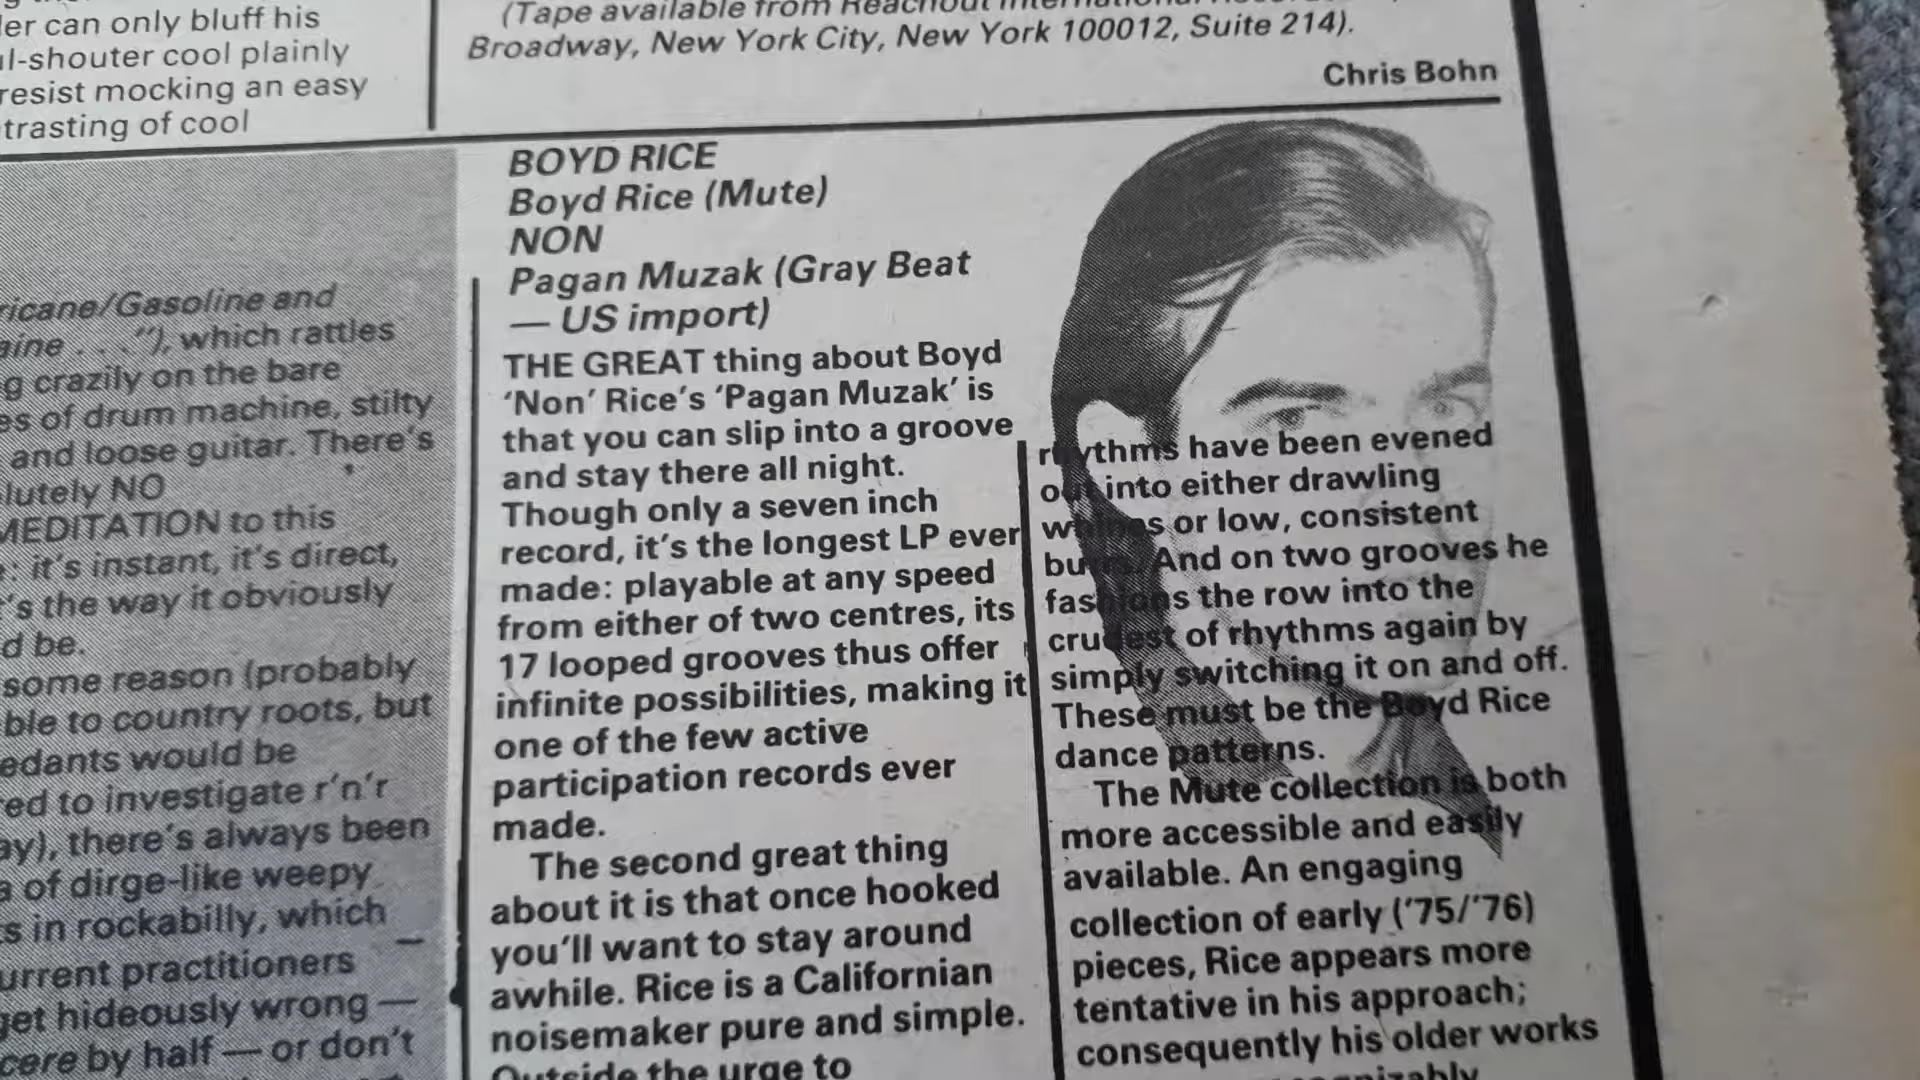 er can only bluff his
l-shouter cool plainly
resist mocking an easy
trasting of cool
(Tape available from Reachout International
Broadway, New York City, New York 100012, Suite 214).
Chris Bohn
ricane/Gasoline and
aine . . ."), which rattles
g crazily on the bare
es of drum machine, stilty
and loose guitar. There's
lutely NO
MEDITATION to this
: it's instant, it's direct,
's the way it obviously
d be.
some reason (probably
ble to country roots, but
edants would be
red to investigate r'n'r
ay), there's always been
a of dirge-like weepy
s in rockabilly, which
urrent practitioners —
get hideously wrong —
cere by half — or don't
BOYD RICE
Boyd Rice (Mute)
NON
Pagan Muzak (Gray Beat
— US import)
THE GREAT thing about Boyd
'Non' Rice's 'Pagan Muzak' is
that you can slip into a groove
and stay there all night.
Though only a seven inch
record, it's the longest LP ever
made: playable at any speed
from either of two centres, its
17 looped grooves thus offer
infinite possibilities, making it
one of the few active
participation records ever
made.
The second great thing
about it is that once hooked
you'll want to stay around
awhile. Rice is a Californian
noisemaker pure and simple.
Outside the urge to
rhythms have been evened
out into either drawling
whines or low, consistent
And on two grooves he
fashions the row into the
crudest of rhythms again by
simply switching it on and off.
These must be the Boyd Rice
dance patterns.
The Mute collection is both
more accessible and easily
available. An engaging
collection of early ('75/'76)
pieces, Rice appears more
tentative in his approach;
consequently his older works